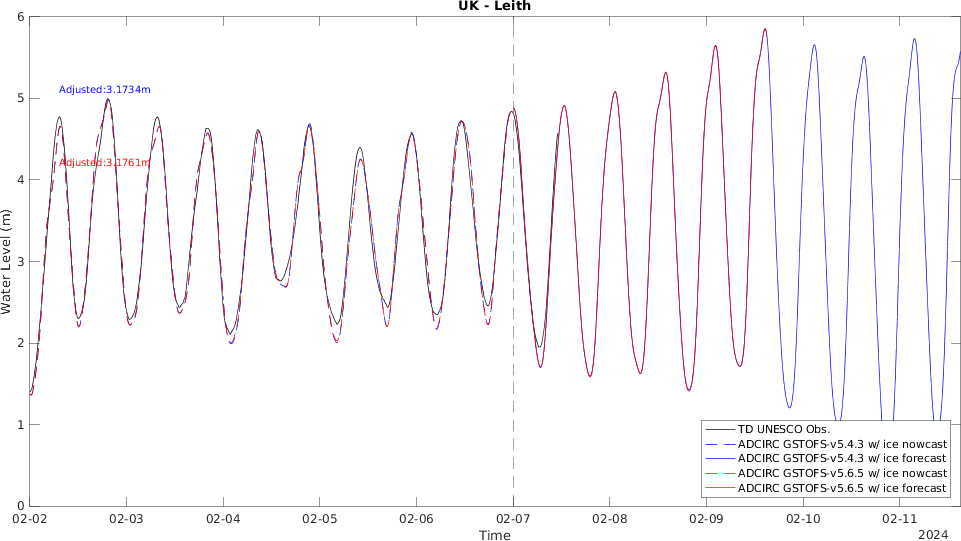 UK - Leith
6
5
4
3
2
1
0
Water Level (m)
Adjusted:3.1734m
Adjusted:3.1761m
TD UNESCO Obs.
ADCIRC GSTOFS-v5.4.3 w/ ice nowcast
ADCIRC GSTOFS-v5.4.3 w/ ice forecast
ADCIRC GSTOFS-v5.6.5 w/ ice nowcast
ADCIRC GSTOFS-v5.6.5 w/ ice forecast
02-02 02-03 02-04 02-05 02-06 02-07 02-08 02-09 02-10 02-11
Time
2024